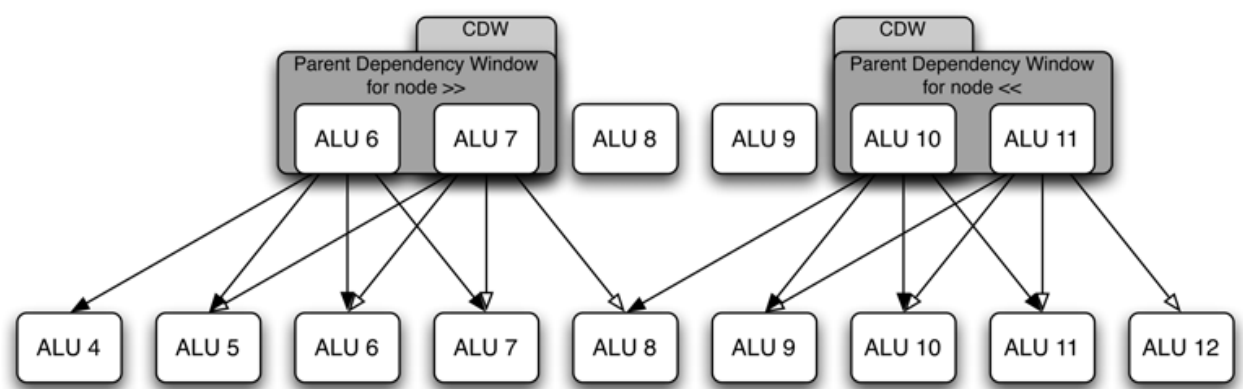 CDW
CDW
Parent Dependency Window
for node >>
Parent Dependency Window
for node <<
ALU 6
ALU 7
ALU 8
ALU 9
ALU 10
ALU 11
ALU 4
ALU 5
ALU 6
ALU 7
ALU 8
ALU 9
ALU 10
ALU 11
ALU 12